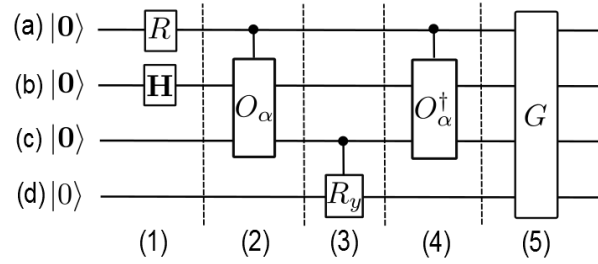 (a) |0⟩ R
(b) |0⟩ H O_α O_α^† G
(c) |0⟩
(d) |0⟩ R_y
(1) (2) (3) (4) (5)